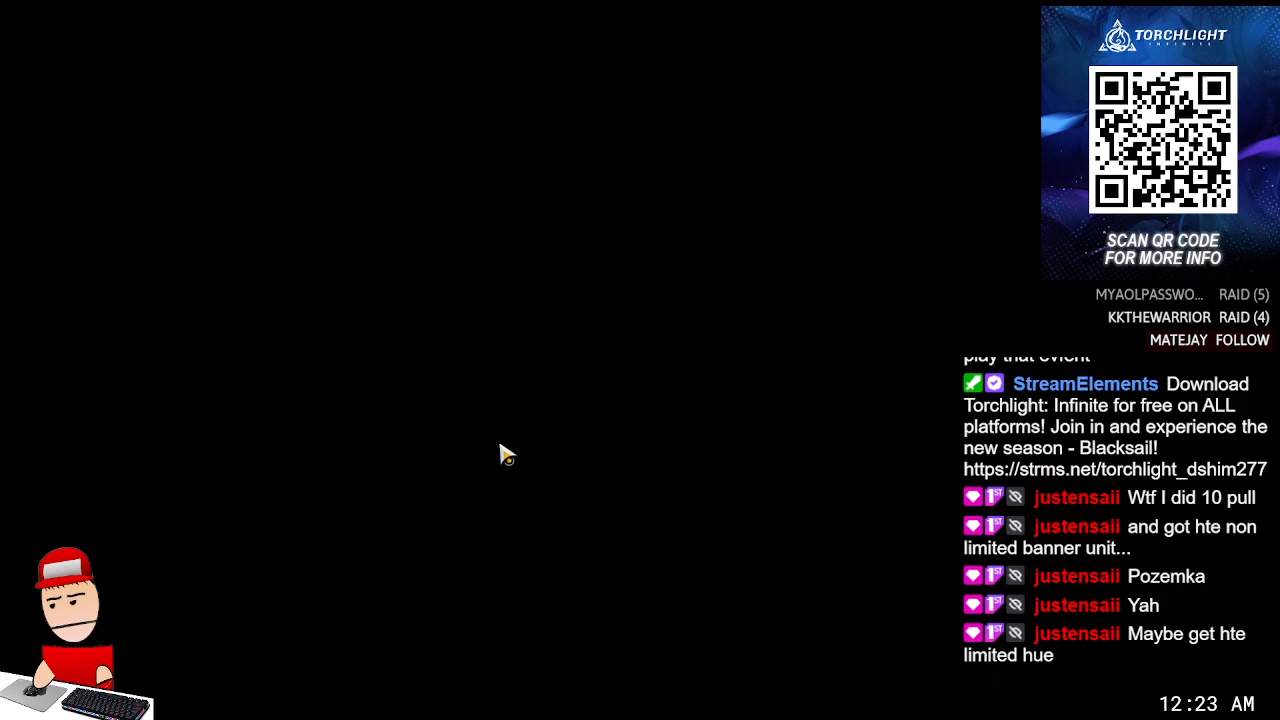 TORCHLIGHT
INFINITE
SCAN QR CODE
FOR MORE INFO
MYAOLPASSWO... RAID (5)
KKTHEWARRIOR RAID (4)
MATEJAY FOLLOW
play that
StreamElements Download
Torchlight: Infinite for free on ALL
platforms! Join in and experience the
new season - Blacksail!
https://strms.net/torchlight_dshim277
justensaii Wtf I did 10 pull
justensaii and got hte non
limited banner unit...
justensaii Pozemka
justensaii Yah
justensaii Maybe get hte
limited hue
12:23 AM